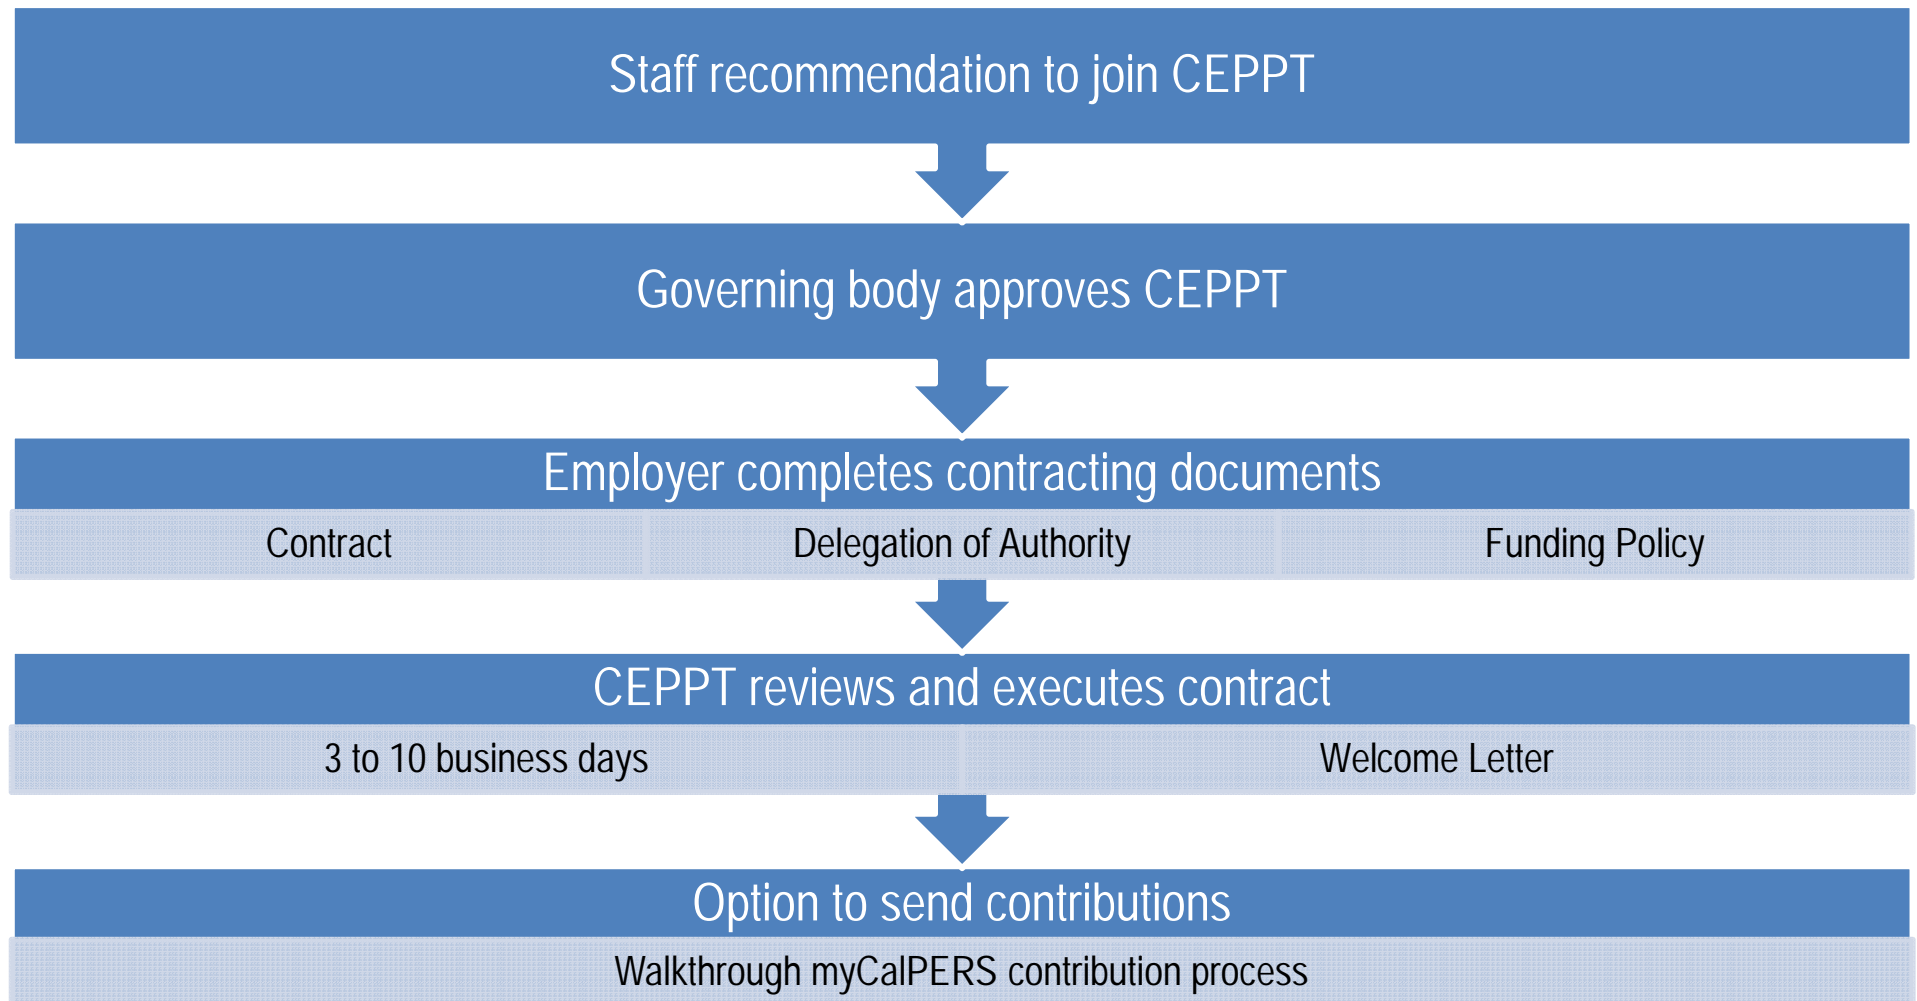 Staff recommendation to join CEPPT
Governing body approves CEPPT
Employer completes contracting documents
Contract
Delegation of Authority
Funding Policy
CEPPT reviews and executes contract
3 to 10 business days
Welcome Letter
Option to send contributions
Walkthrough myCalPERS contribution process